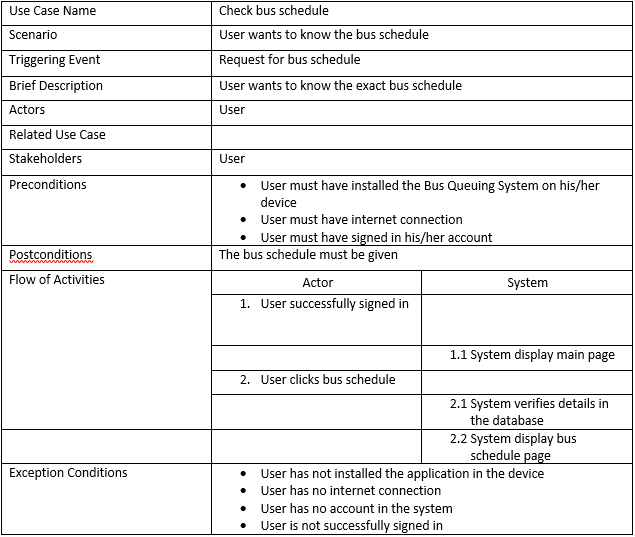 Use Case Name Check bus schedule
Scenario User wants to know the bus schedule
Triggering Event Request for bus schedule
Brief Description User wants to know the exact bus schedule
Actors User
Related Use Case
Stakeholders User
Preconditions • User must have installed the Bus Queuing System on his/her
device
• User must have internet connection
• User must have signed in his/her account
Postconditions The bus schedule must be given
Flow of Activities Actor System
1. User successfully signed in
1.1 System display main page
2. User clicks bus schedule
2.1 System verifies details in
the database
2.2 System display bus
schedule page
Exception Conditions • User has not installed the application in the device
• User has no internet connection
• User has no account in the system
• User is not successfully signed in